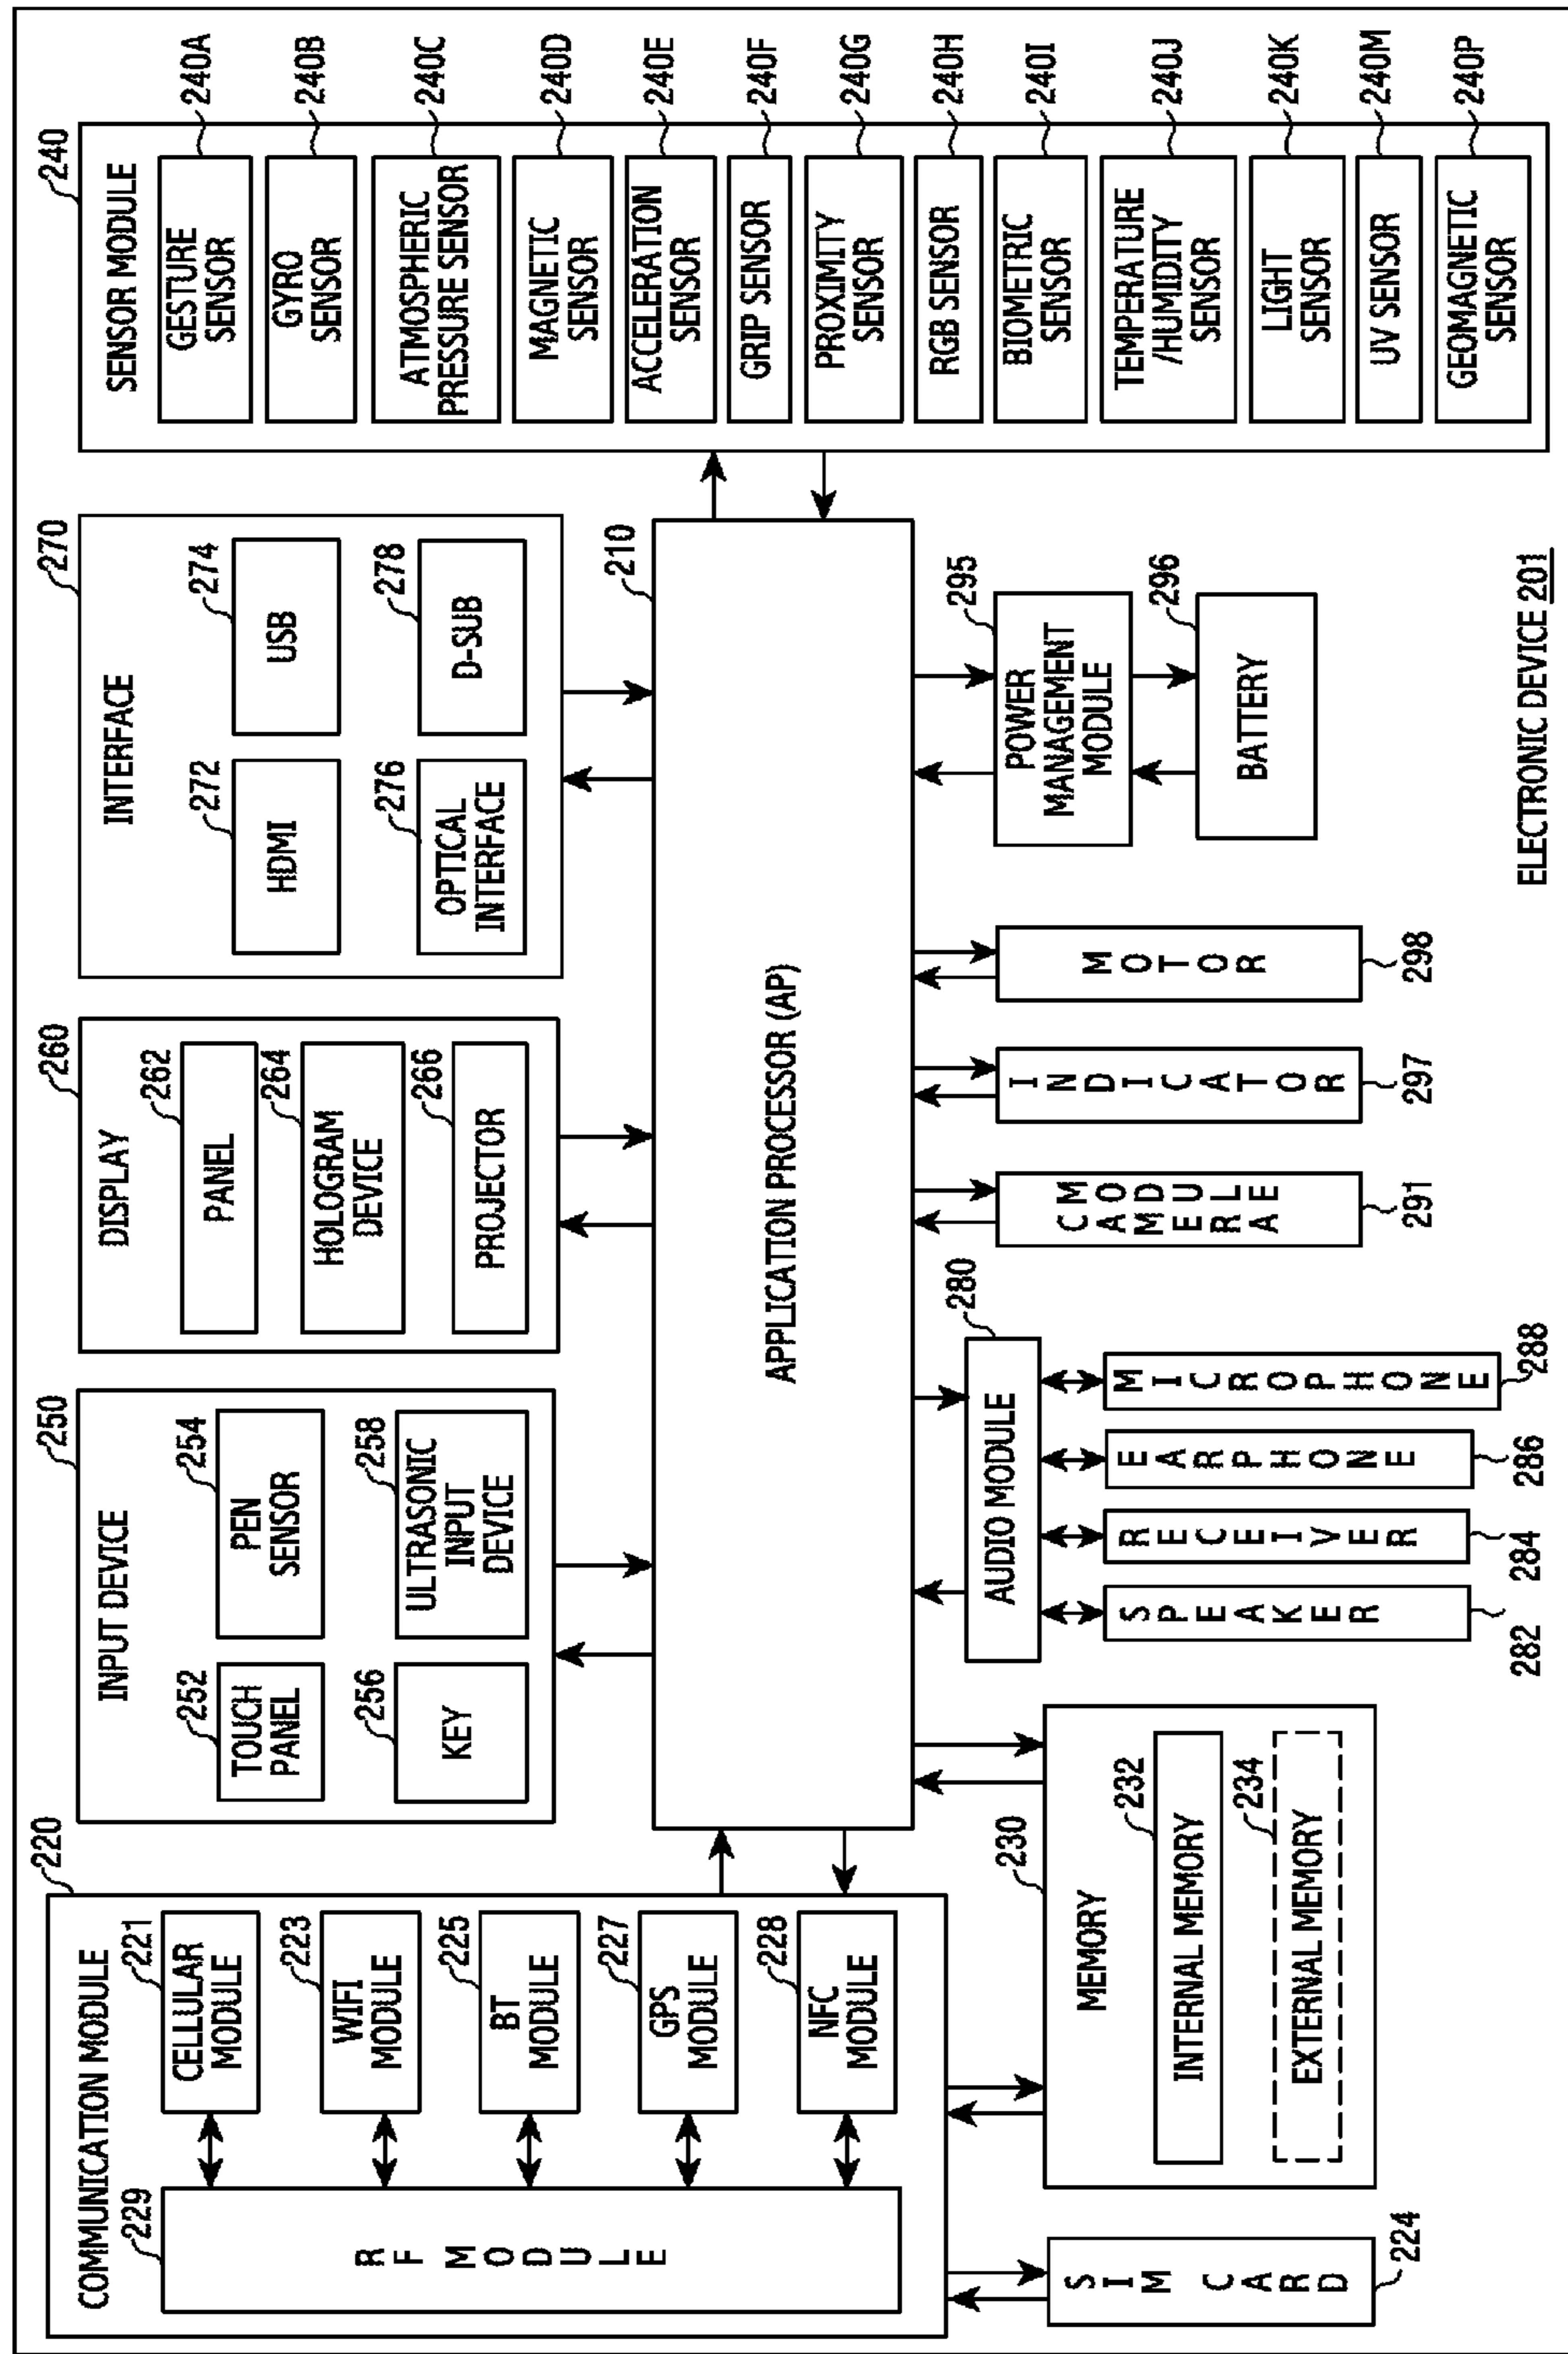 COMMUNICATION MODULE
220
229
RF MODULE
221
CELLULAR
MODULE
223
WIFI
MODULE
225
BT
MODULE
227
GPS
MODULE
228
NFC
MODULE
SIM CARD
224
INPUT DEVICE
250
252
TOUCH
PANEL
254
PEN
SENSOR
256
KEY
258
ULTRASONIC
INPUT
DEVICE
DISPLAY
260
262
PANEL
264
HOLOGRAM
DEVICE
266
PROJECTOR
INTERFACE
270
272
HDMI
274
USB
276
OPTICAL
INTERFACE
278
D-SUB
240
SENSOR MODULE
GESTURE
SENSOR
240A
GYRO
SENSOR
240B
ATMOSPHERIC
PRESSURE SENSOR
240C
MAGNETIC
SENSOR
240D
ACCELERATION
SENSOR
240E
GRIP SENSOR
240F
PROXIMITY
SENSOR
240G
RGB SENSOR
240H
BIOMETRIC
SENSOR
240I
TEMPERATURE
/HUMIDITY
SENSOR
240J
LIGHT
SENSOR
240K
UV SENSOR
240M
GEOMAGNETIC
SENSOR
240P
210
APPLICATION PROCESSOR (AP)
230
MEMORY
232
INTERNAL MEMORY
234
EXTERNAL MEMORY
280
AUDIO MODULE
SPEAKER
282
RECEIVER
284
EARPHONE
286
MICROPHONE
288
CAMERA
MODULE
291
INDICATOR
297
MOTOR
298
295
POWER
MANAGEMENT
MODULE
296
BATTERY
ELECTRONIC DEVICE 201